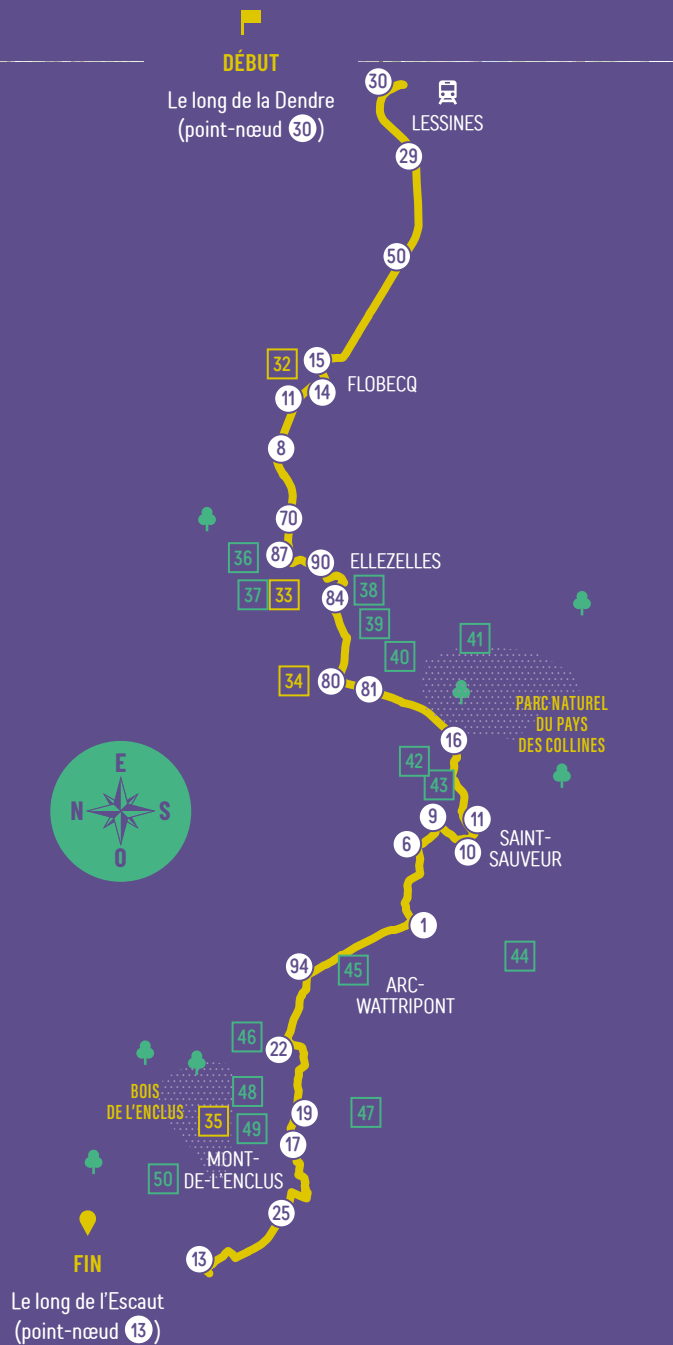 DÉBUT
Le long de la Dendre
(point-nœud 30)
30
LESSINES
29
50
32
15
14
FLOBECQ
11
8
70
36
87
90
ELLEZELLES
37
33
84
38
39
40
41
34
80
81
PARC NATUREL
DU PAYS
DES COLLINES
16
42
43
E
N
S
O
9
11
6
10
SAINT-
SAUVEUR
1
44
94
45
ARC-
WATTRIPONT
46
22
BOIS
DE L'ENCLUS
48
35
49
19
47
17
MONT-
DE-L'ENCLUS
50
25
13
FIN
Le long de l'Escaut
(point-nœud 13)